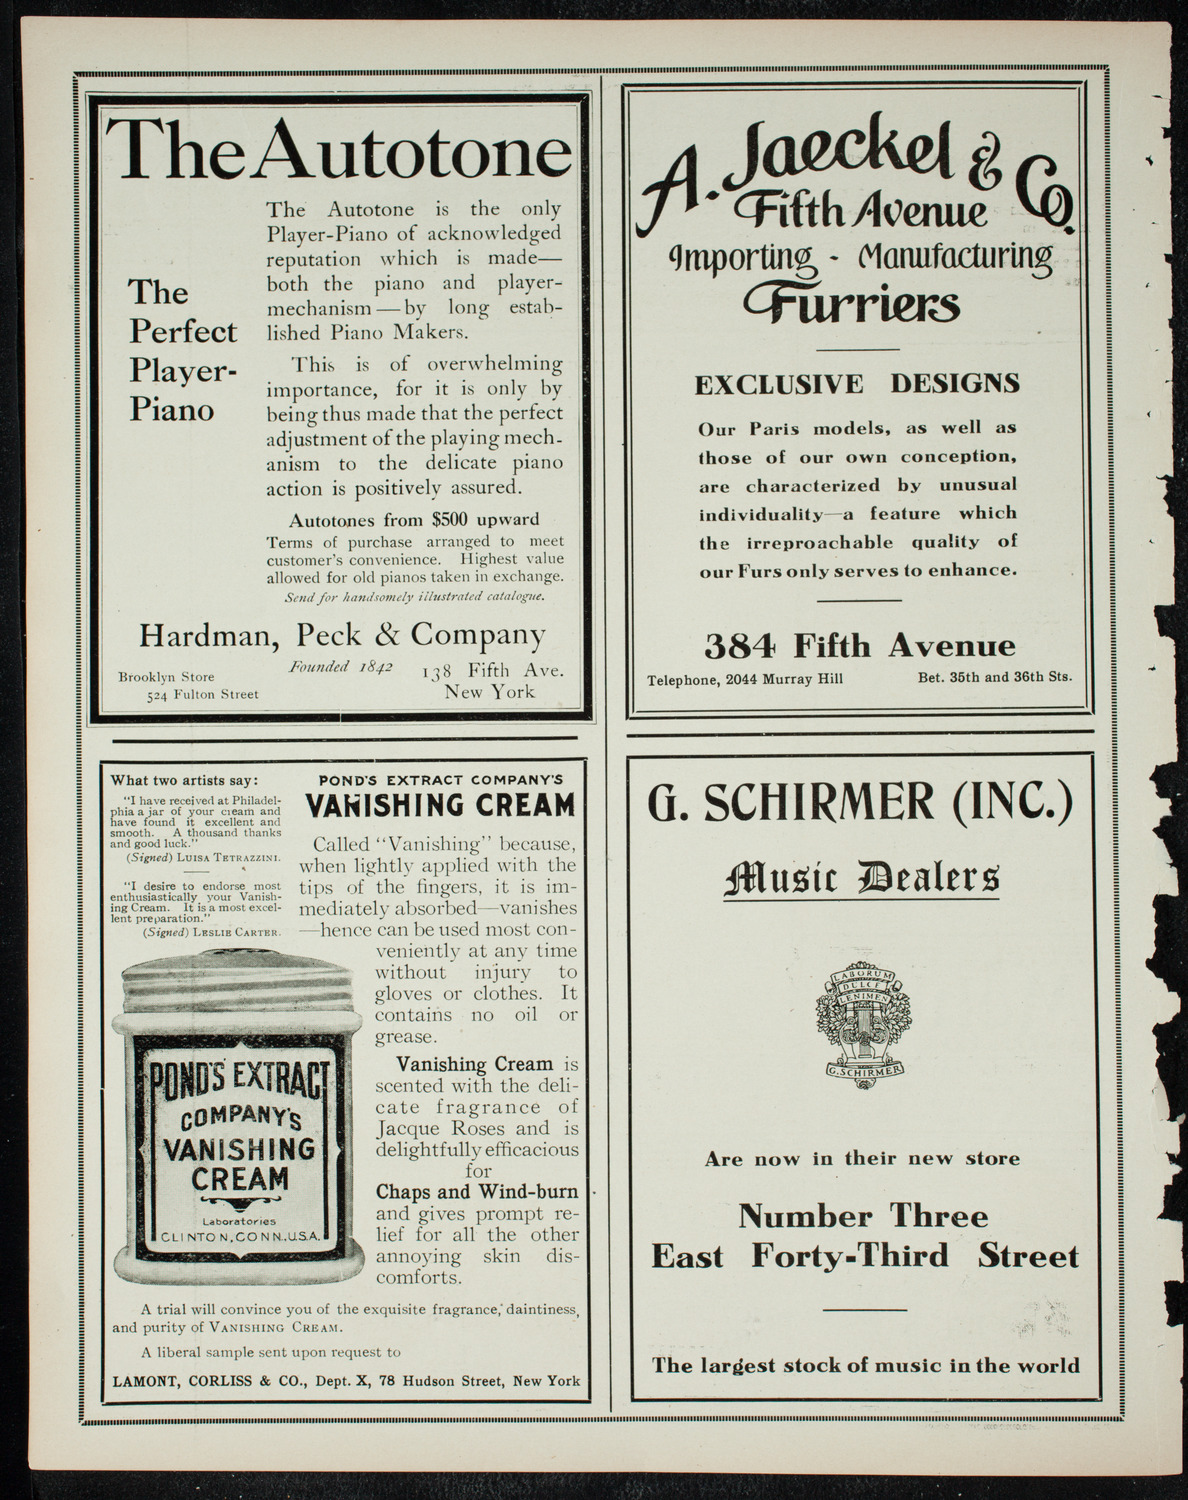 The Autotone
The
Perfect
Player-
Piano
The Autotone is the only
Player-Piano of acknowledged
reputation which is made—
both the piano and player-
mechanism—by long estab-
lished Piano Makers.
This is of overwhelming
importance, for it is only by
being thus made that the perfect
adjustment of the playing mech-
anism to the delicate piano
action is positively assured.
Autotones from $500 upward
Terms of purchase arranged to meet
customer's convenience. Highest value
allowed for old pianos taken in exchange.
Send for handsomely illustrated catalogue.
Hardman, Peck & Company
Founded 1842
Brooklyn Store
524 Fulton Street
138 Fifth Ave.
New York
A. Jaeckel & Co.
Fifth Avenue
Importing - Manufacturing
Furriers
EXCLUSIVE DESIGNS
Our Paris models, as well as
those of our own conception,
are characterized by unusual
individuality—a feature which
the irreproachable quality of
our Furs only serves to enhance.
384 Fifth Avenue
Telephone, 2044 Murray Hill Bet. 35th and 36th Sts.
What two artists say:
"I have received at Philadel-
phia a jar of your cream and
have found it excellent and
smooth. A thousand thanks
and good luck."
(Signed) LUISA TETRAZZINI.
"I desire to endorse most
enthusiastically your Vanish-
ing Cream. It is a most excel-
lent preparation."
(Signed) LESLIE CARTER.
POND'S EXTRACT COMPANY'S
VANISHING CREAM
Called "Vanishing" because,
when lightly applied with the
tips of the fingers, it is im-
mediately absorbed—vanishes
—hence can be used most con-
veniently at any time
without injury to
gloves or clothes. It
contains no oil or
grease.
Vanishing Cream is
scented with the deli-
cate fragrance of
Jacque Roses and is
delightfully efficacious
for
Chaps and Wind-burn
and gives prompt re-
lief for all the other
annoying skin dis-
comforts.
POND'S EXTRACT
COMPANY'S
VANISHING
CREAM
Laboratories
CLINTON, CONN., U.S.A.
A trial will convince you of the exquisite fragrance, daintiness,
and purity of VANISHING CREAM.
A liberal sample sent upon request to
LAMONT, CORLISS & CO., Dept. X, 78 Hudson Street, New York
G. SCHIRMER (INC.)
Music Dealers
LABORUM
DULCE
LENIMEN
G. SCHIRMER
Are now in their new store
Number Three
East Forty-Third Street
The largest stock of music in the world